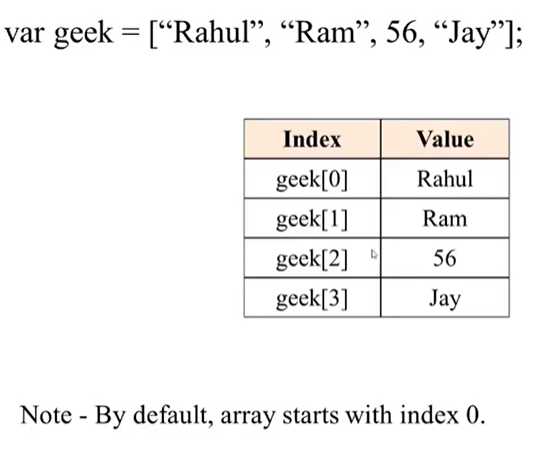 var geek = [“Rahul”, “Ram”, 56, “Jay”];
Index Value
geek[0] Rahul
geek[1] Ram
geek[2] 56
geek[3] Jay
Note - By default, array starts with index 0.